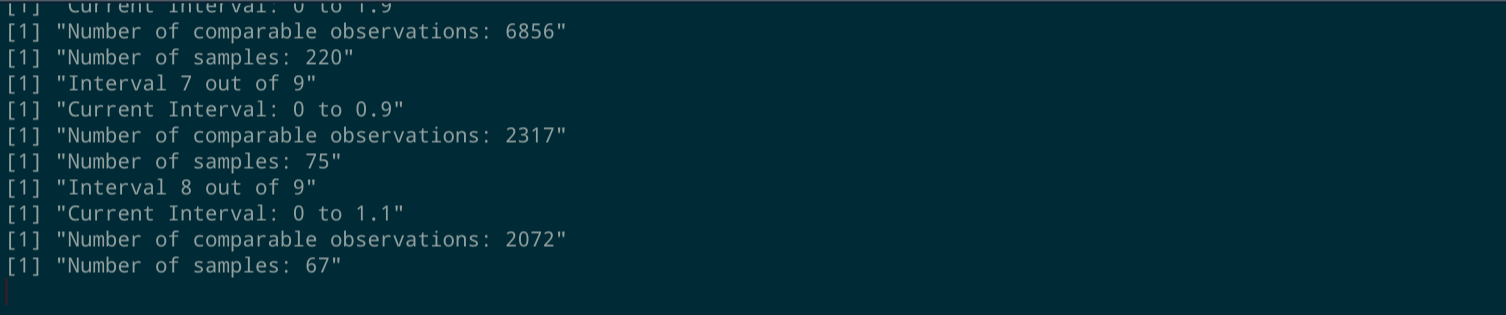 [1] "Current Interval: 0 to 1.9"
[1] "Number of comparable observations: 6856"
[1] "Number of samples: 220"
[1] "Interval 7 out of 9"
[1] "Current Interval: 0 to 0.9"
[1] "Number of comparable observations: 2317"
[1] "Number of samples: 75"
[1] "Interval 8 out of 9"
[1] "Current Interval: 0 to 1.1"
[1] "Number of comparable observations: 2072"
[1] "Number of samples: 67"